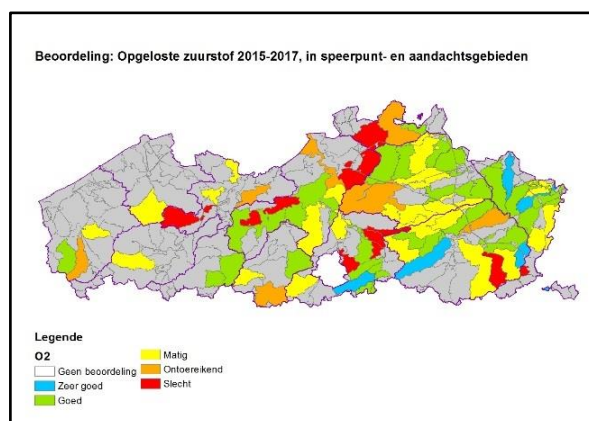 Beoordeling: Opgeloste zuurstof 2015-2017, in speerpunt- en aandachtsgebieden
Legende
O2
Geen beoordeling
Zeer goed
Goed
Matig
Ontoereikend
Slecht